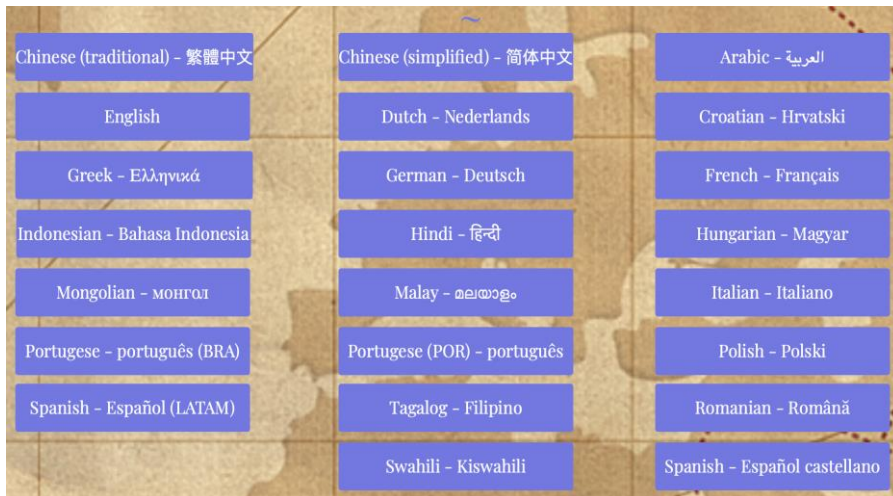 Chinese (traditional) - 繁體中文
Chinese (simplified) - 简体中文
Arabic - العربية
English
Dutch - Nederlands
Croatian - Hrvatski
Greek - Ελληνικά
German - Deutsch
French - Français
Indonesian - Bahasa Indonesia
Hindi - हिन्दी
Hungarian - Magyar
Mongolian - монгол
Malay - മലയാളം
Italian - Italiano
Portugese - português (BRA)
Portugese (POR) - português
Polish - Polski
Spanish - Español (LATAM)
Tagalog - Filipino
Romanian - Română
Swahili - Kiswahili
Spanish - Español castellano